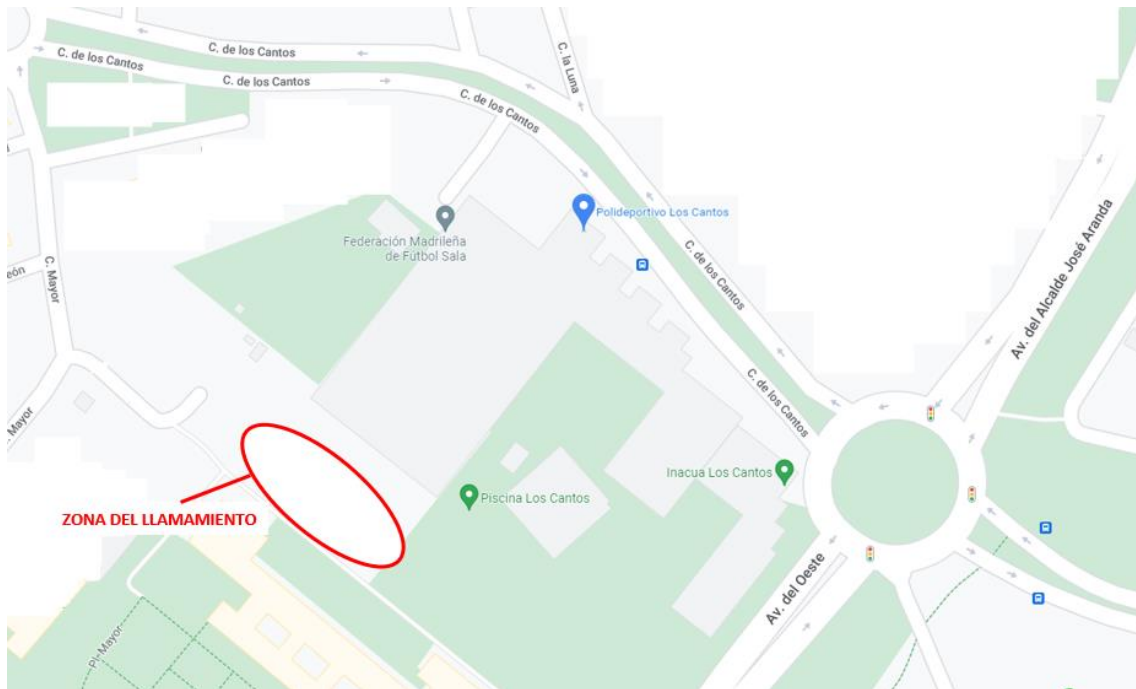 C. de los Cantos
C. de los Cantos
C. de los Cantos
C. la Luna
C. de los Cantos
Polideportivo Los Cantos
Federación Madrileña
de Fútbol Sala
C. de los Cantos
Av. del Alcalde José Aranda
C. Mayor
C. de los Cantos
Mayor
Inacua Los Cantos
Piscina Los Cantos
ZONA DEL LLAMAMIENTO
Av. del Oeste
Pl. Mayor